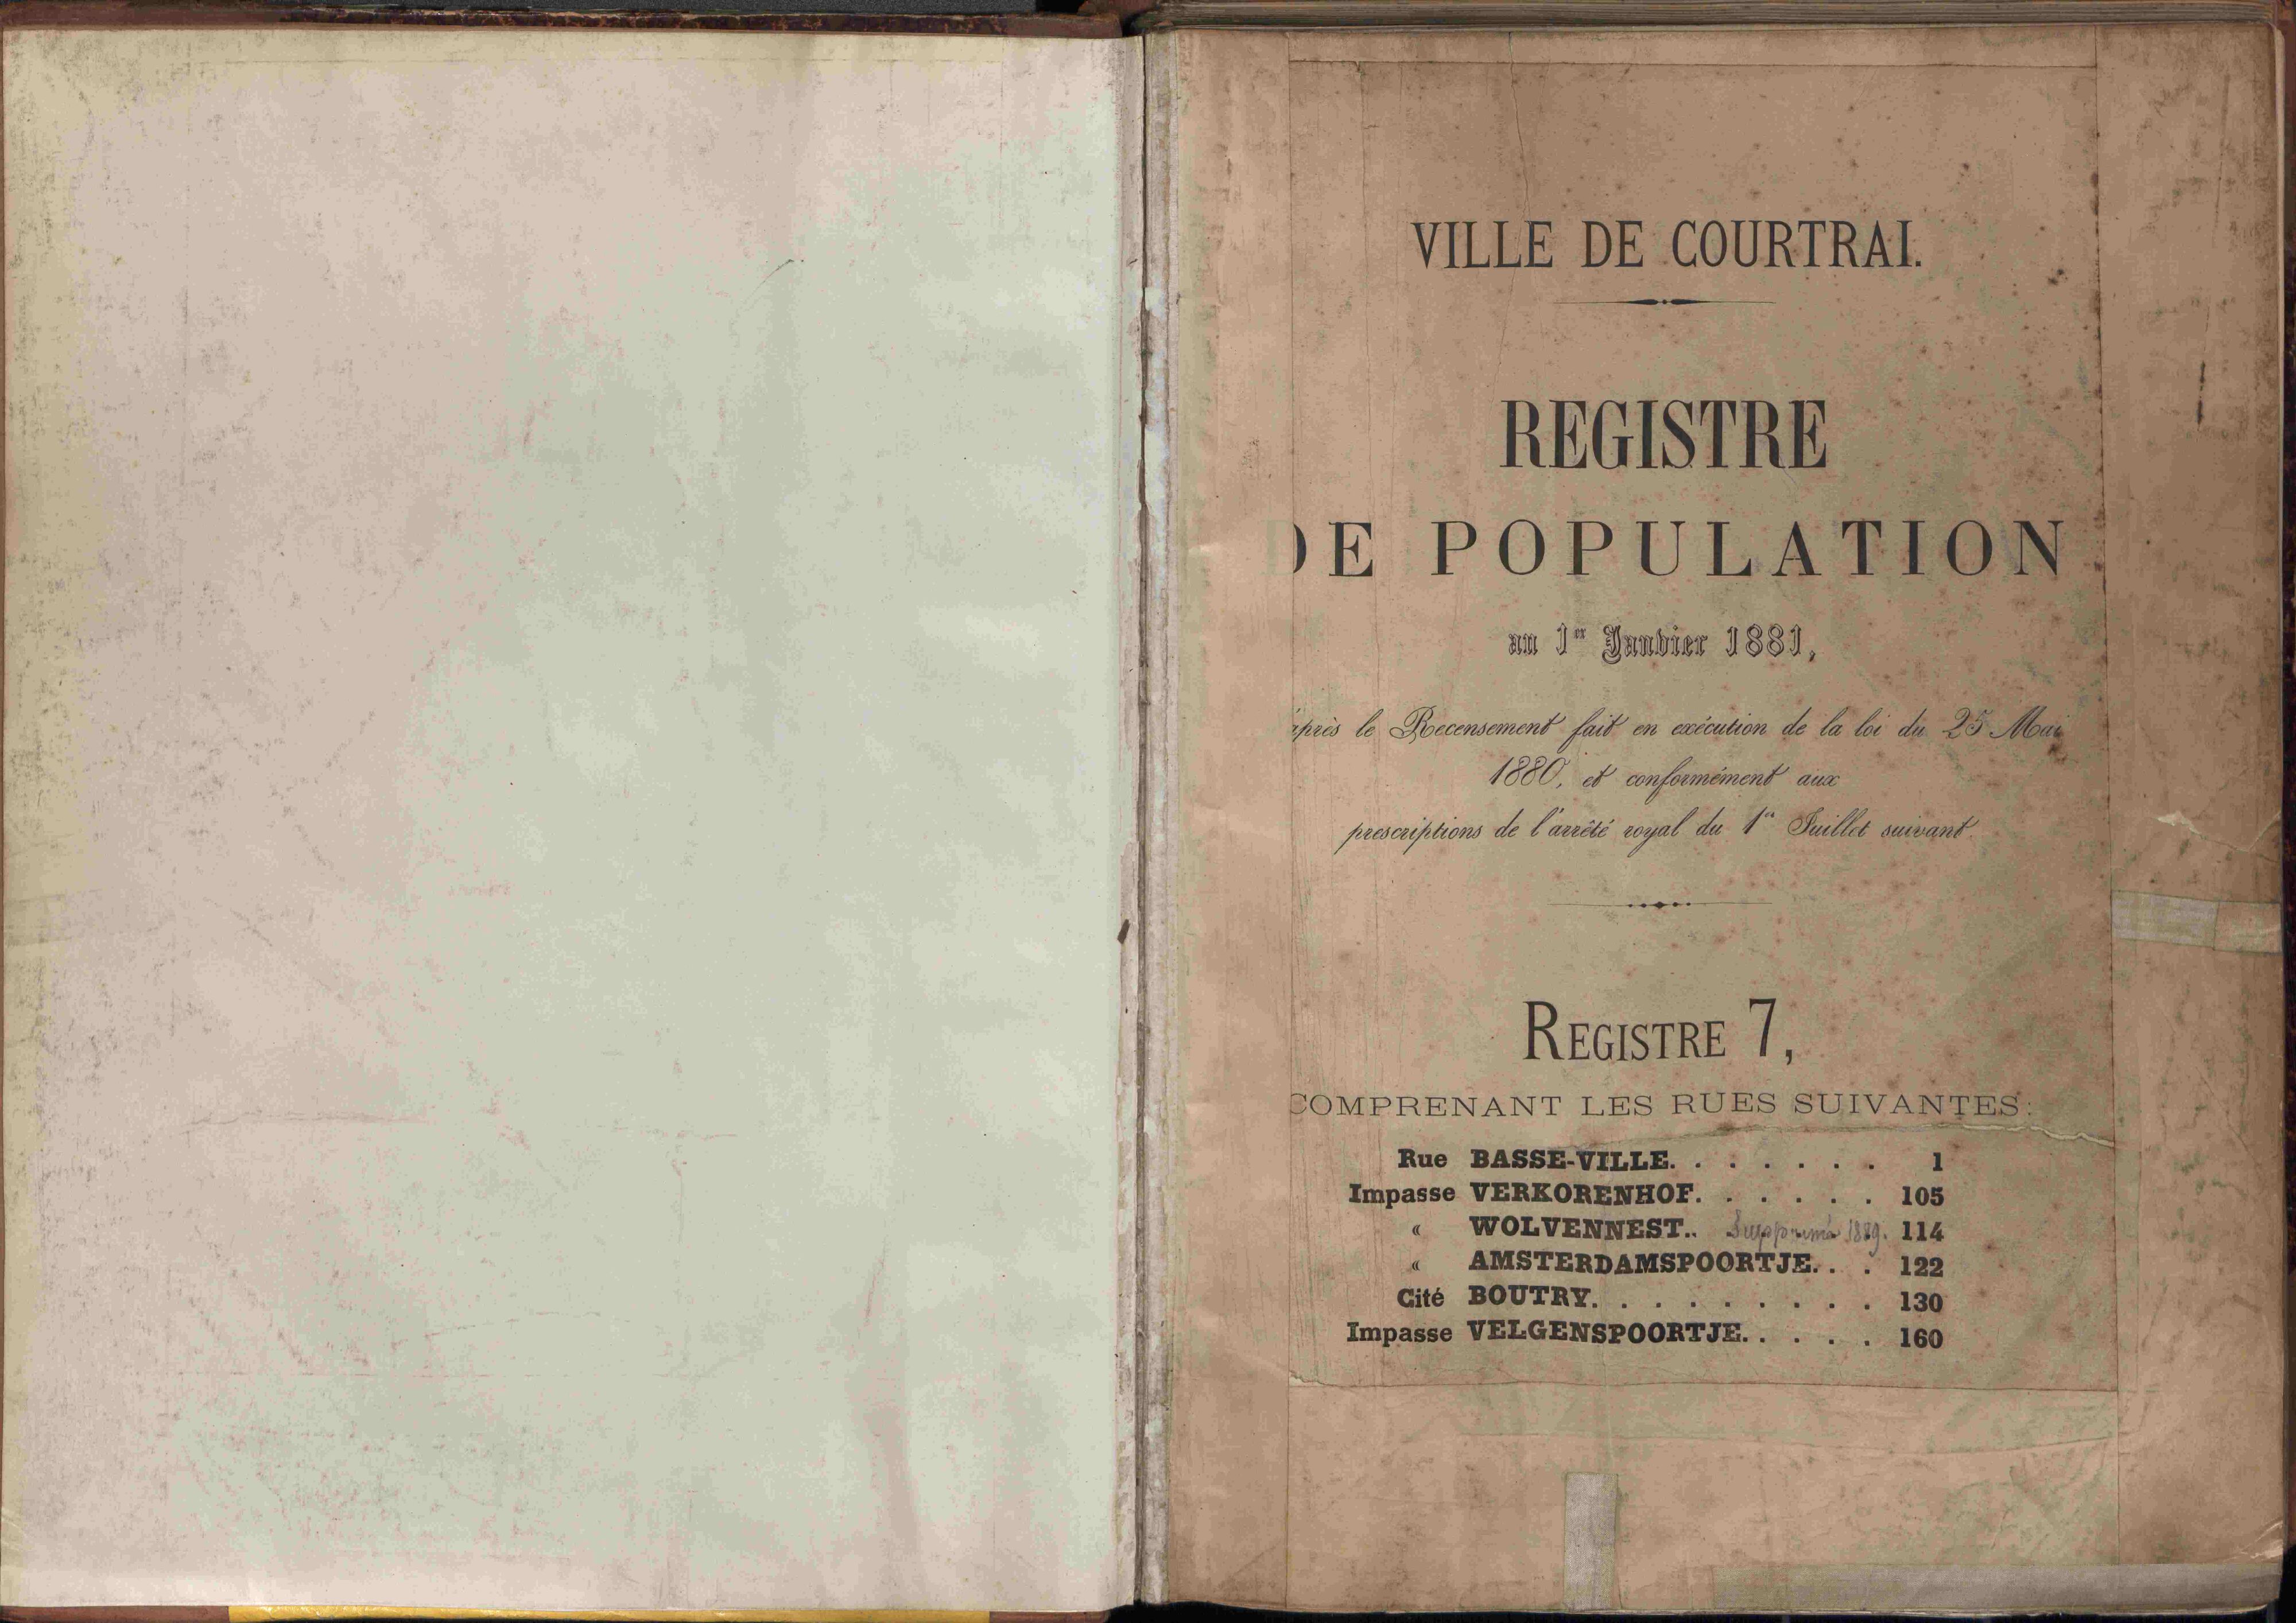 VILLE DE COURTRAI.
REGISTRE
DE POPULATION
au 1er Janvier 1881,
après le Recensement fait en exécution de la loi du 25 Mai
1880, et conformément aux
prescriptions de l'arrêté royal du 1er Juillet suivant.
REGISTRE 7,
COMPRENANT LES RUES SUIVANTES:
Rue BASSE-VILLE. . . . . . . 1
Impasse VERKORENHOF. . . . . . 105
« WOLVENNEST.. Supprimé 1889. 114
« AMSTERDAMSPOORTJE. . . 122
Cité BOUTRY. . . . . . . . . . 130
Impasse VELGENSPOORTJE. . . . . 160